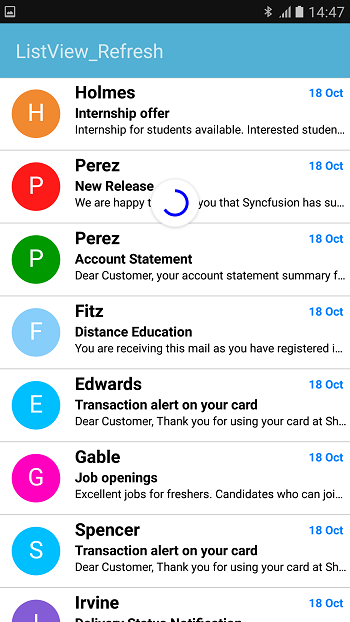 14:47
ListView_Refresh
H
Holmes
18 Oct
Internship offer
Internship for students available. Interested studen...
P
Perez
18 Oct
New Release
We are happy t you that Syncfusion has su...
P
Perez
18 Oct
Account Statement
Dear Customer, your account statement summary f...
F
Fitz
18 Oct
Distance Education
You are receiving this mail as you have registered i...
E
Edwards
18 Oct
Transaction alert on your card
Dear Customer, Thank you for using your card at Sh...
G
Gable
18 Oct
Job openings
Excellent jobs for freshers. Candidates who can joi...
S
Spencer
18 Oct
Transaction alert on your card
Dear Customer, Thank you for using your card at Sh...
I
Irvine
18 Oct
Delivery Status Notification